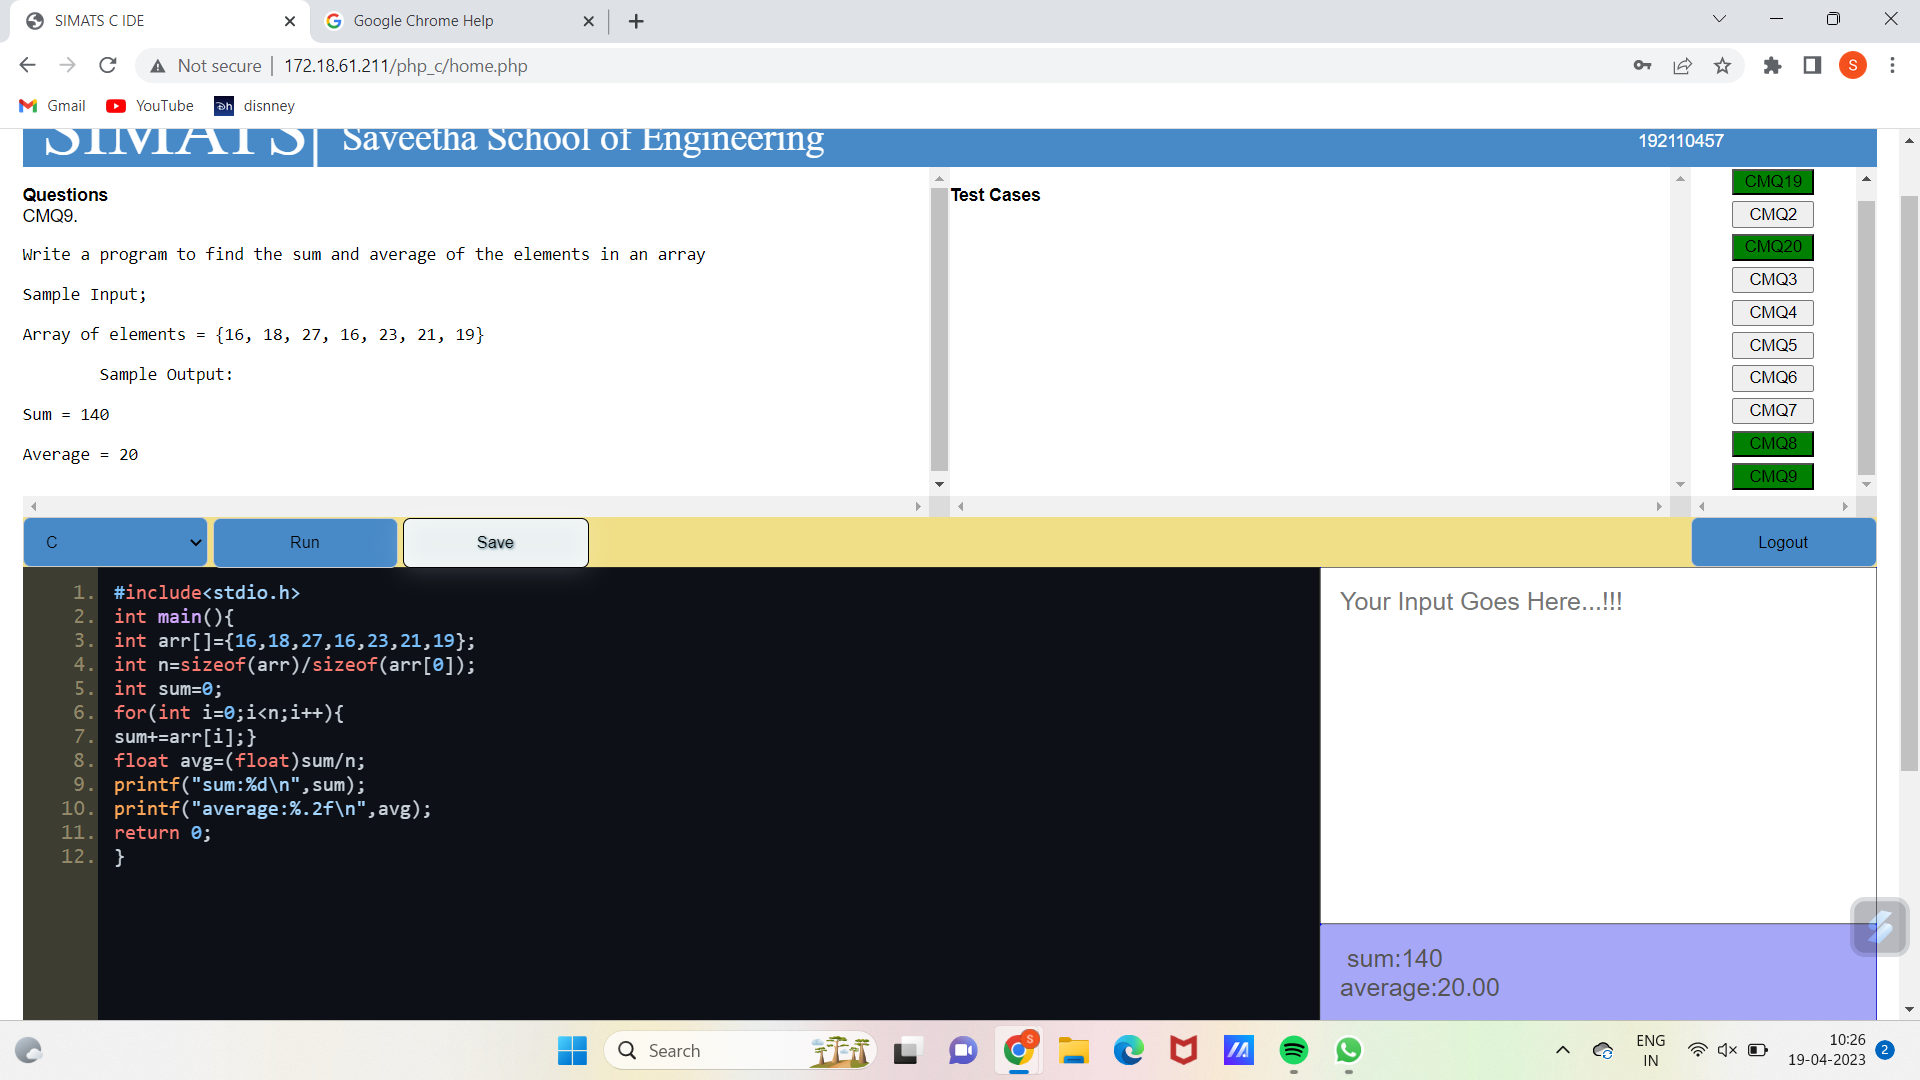 SIMATS C IDE
Google Chrome Help
Not secure
172.18.61.211/php_c/home.php
S
Gmail
YouTube
disnney
SIMATS
Saveetha School of Engineering
192110457
Questions
CMQ9.
Write a program to find the sum and average of the elements in an array
Sample Input;
Array of elements = {16, 18, 27, 16, 23, 21, 19}
Sample Output:
Sum = 140
Average = 20
Test Cases
CMQ19
CMQ2
CMQ20
CMQ3
CMQ4
CMQ5
CMQ6
CMQ7
CMQ8
CMQ9
C
Run
Save
Logout
1. #include<stdio.h>
2. int main(){
3. int arr[]={16,18,27,16,23,21,19};
4. int n=sizeof(arr)/sizeof(arr[0]);
5. int sum=0;
6. for(int i=0;i<n;i++){
7. sum+=arr[i];}
8. float avg=(float)sum/n;
9. printf("sum:%d\n",sum);
10. printf("average:%.2f\n",avg);
11. return 0;
12. }
Your Input Goes Here...!!!
sum:140
average:20.00
Search
S
ENG
IN
10:26
19-04-2023
2